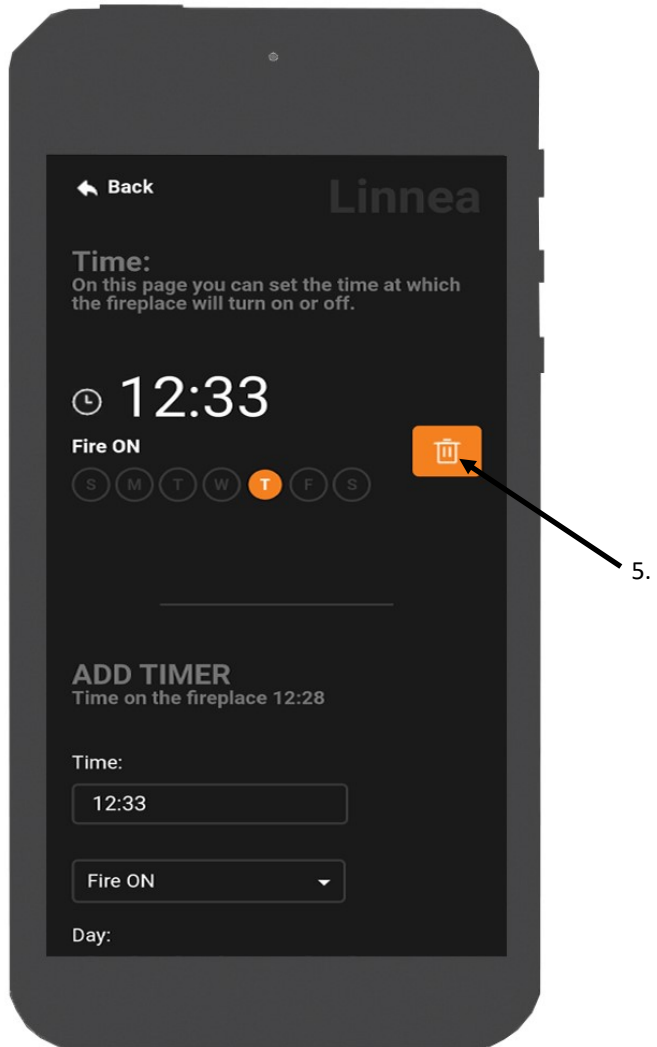 Back
Linnea
Time:
On this page you can set the time at which
the fireplace will turn on or off.
12:33
Fire ON
S M T W T F S
5.
ADD TIMER
Time on the fireplace 12:28
Time:
12:33
Fire ON
Day: